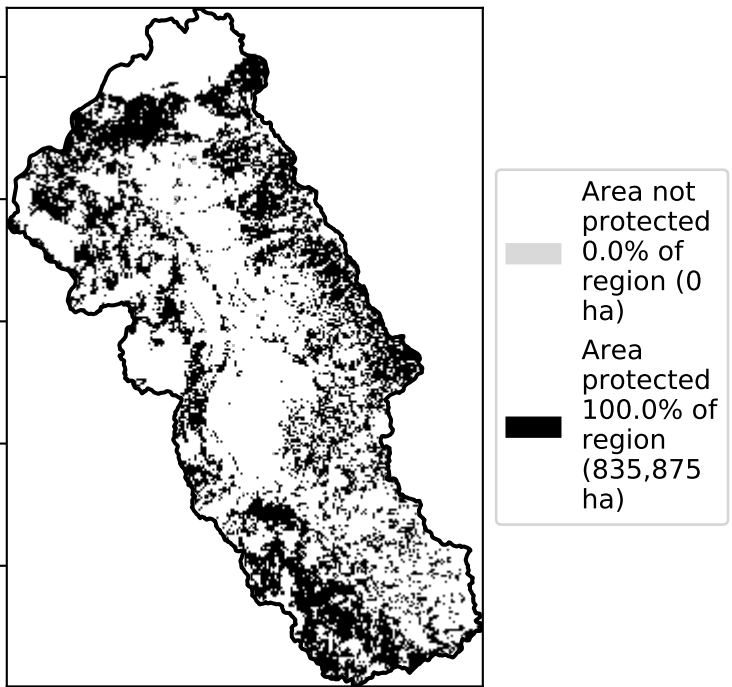 Area not
protected
0.0% of
region (0
ha)
Area
protected
100.0% of
region
(835,875
ha)